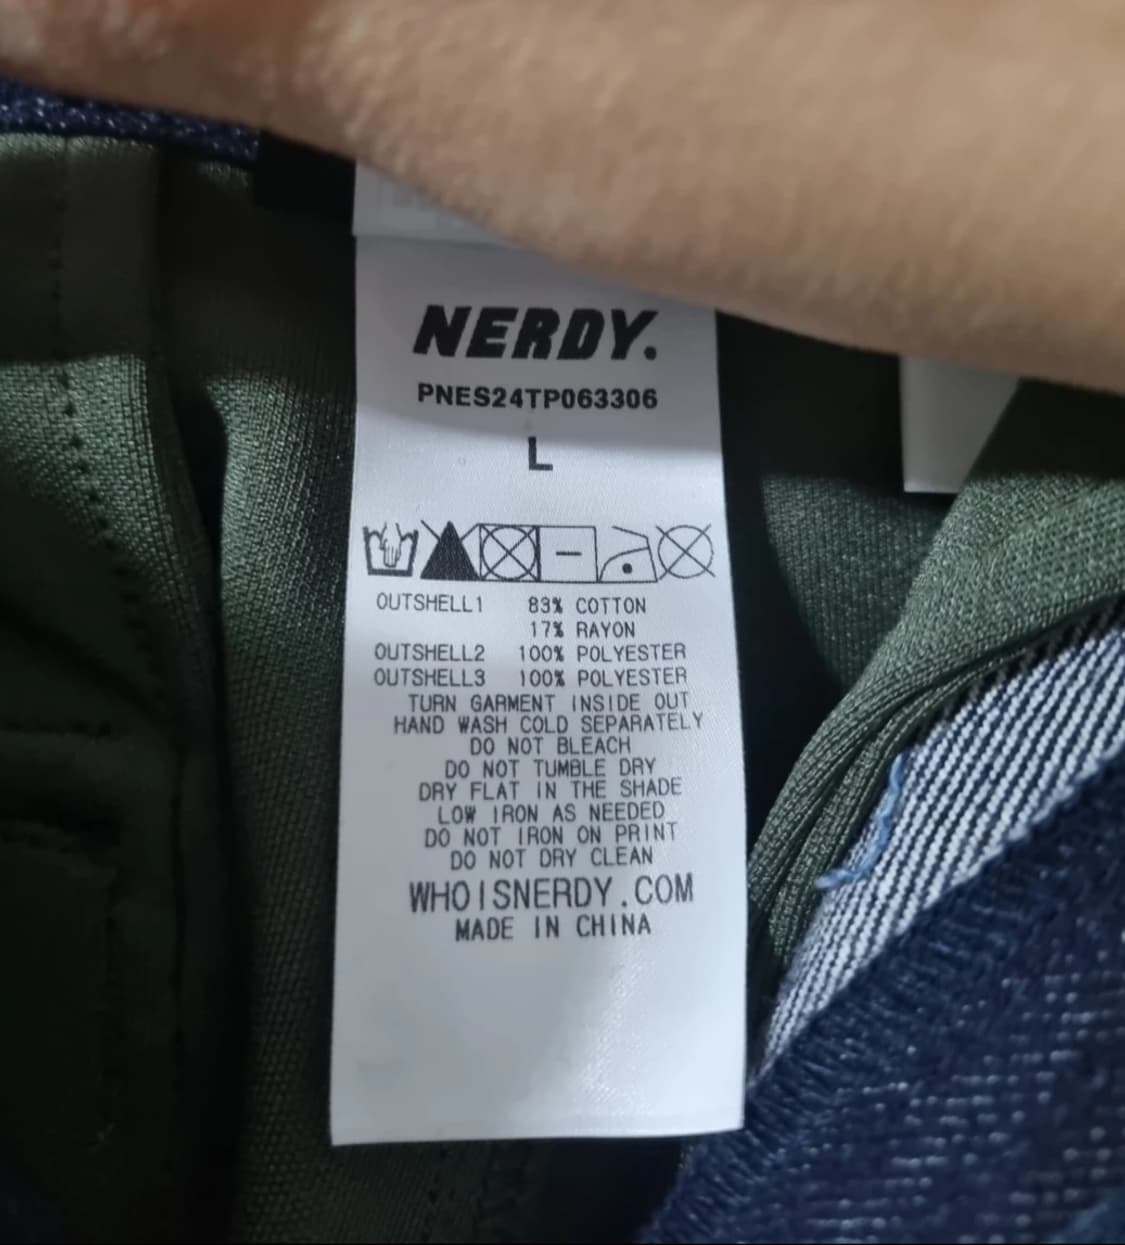 NERDY.
PNES24TP063306
L
OUTSHELL1 83% COTTON
17% RAYON
OUTSHELL2 100% POLYESTER
OUTSHELL3 100% POLYESTER
TURN GARMENT INSIDE OUT
HAND WASH COLD SEPARATELY
DO NOT BLEACH
DO NOT TUMBLE DRY
DRY FLAT IN THE SHADE
LOW IRON AS NEEDED
DO NOT IRON ON PRINT
DO NOT DRY CLEAN
WHOISNERDY.COM
MADE IN CHINA